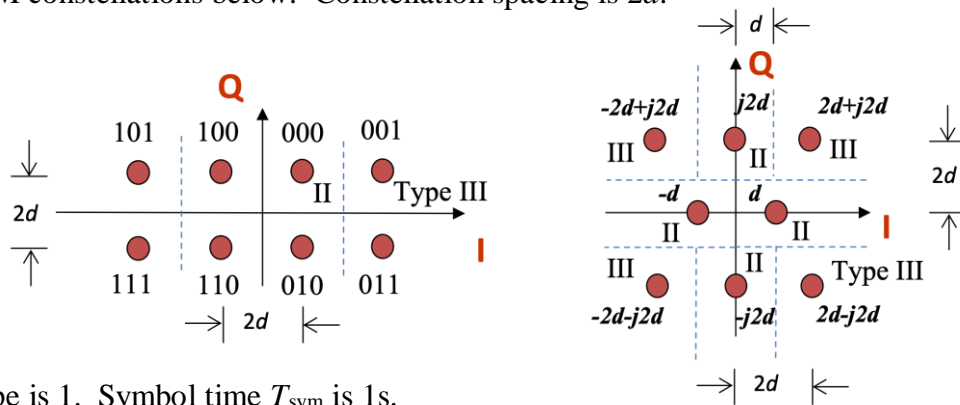 constellations below. Constellation spacing is 2d.
d
Q
Q
101 100 000 001
-2d+j2d j2d 2d+j2d
III II III
II Type III
2d
2d
-d d
I
I
II II
111 110 010 011
III II Type III
-2d-j2d -j2d 2d-j2d
2d
2d
is 1. Symbol time Tsym is 1s.